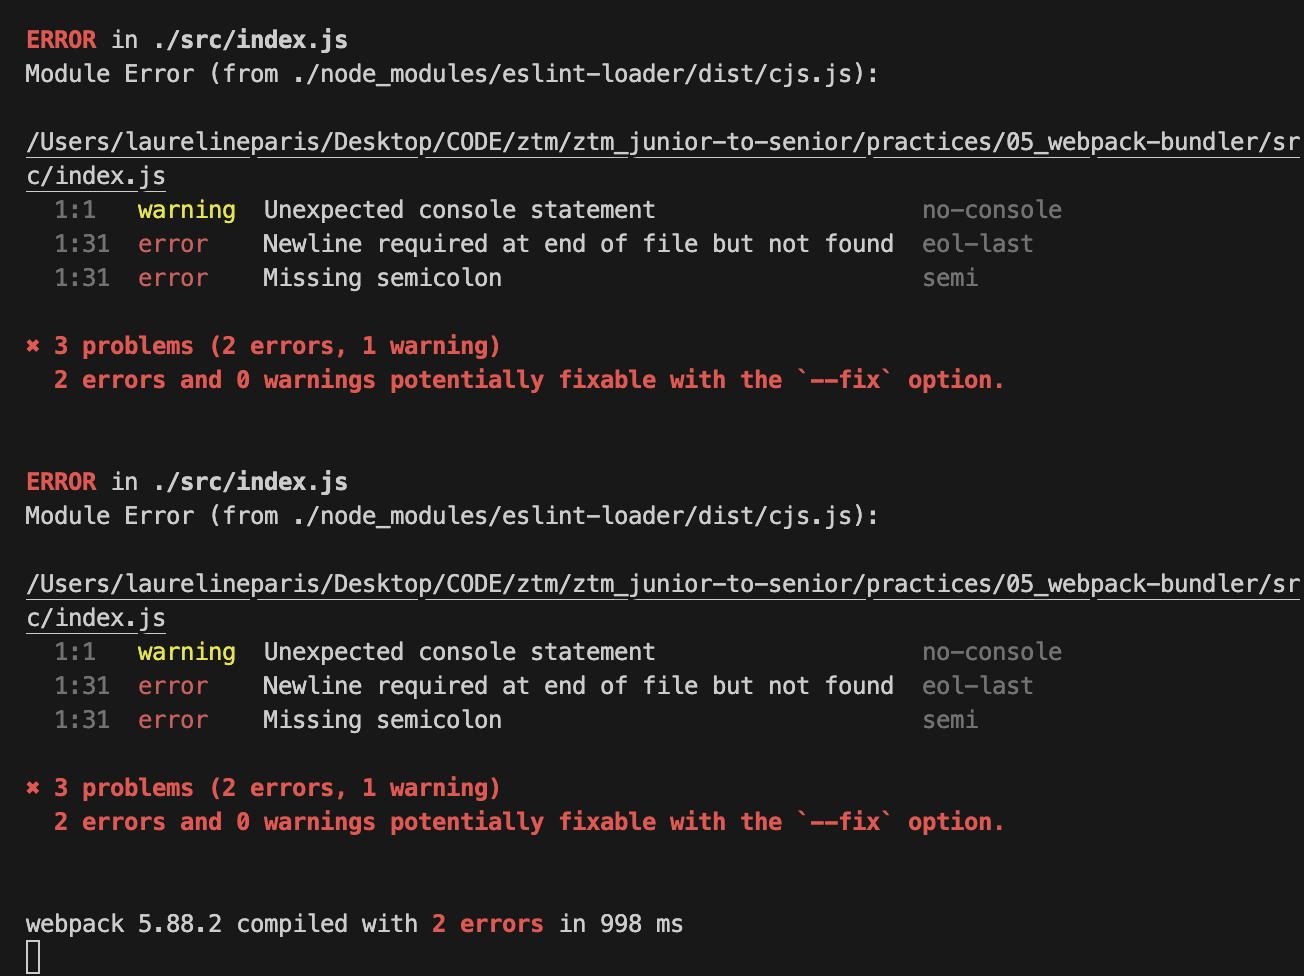 ERROR in ./src/index.js
Module Error (from ./node_modules/eslint-loader/dist/cjs.js):
/Users/laurelineparis/Desktop/CODE/ztm/ztm_junior-to-senior/practices/05_webpack-bundler/sr
c/index.js
1:1 warning Unexpected console statement no-console
1:31 error Newline required at end of file but not found eol-last
1:31 error Missing semicolon semi
✖ 3 problems (2 errors, 1 warning)
2 errors and 0 warnings potentially fixable with the `--fix` option.
ERROR in ./src/index.js
Module Error (from ./node_modules/eslint-loader/dist/cjs.js):
/Users/laurelineparis/Desktop/CODE/ztm/ztm_junior-to-senior/practices/05_webpack-bundler/sr
c/index.js
1:1 warning Unexpected console statement no-console
1:31 error Newline required at end of file but not found eol-last
1:31 error Missing semicolon semi
✖ 3 problems (2 errors, 1 warning)
2 errors and 0 warnings potentially fixable with the `--fix` option.
webpack 5.88.2 compiled with 2 errors in 998 ms